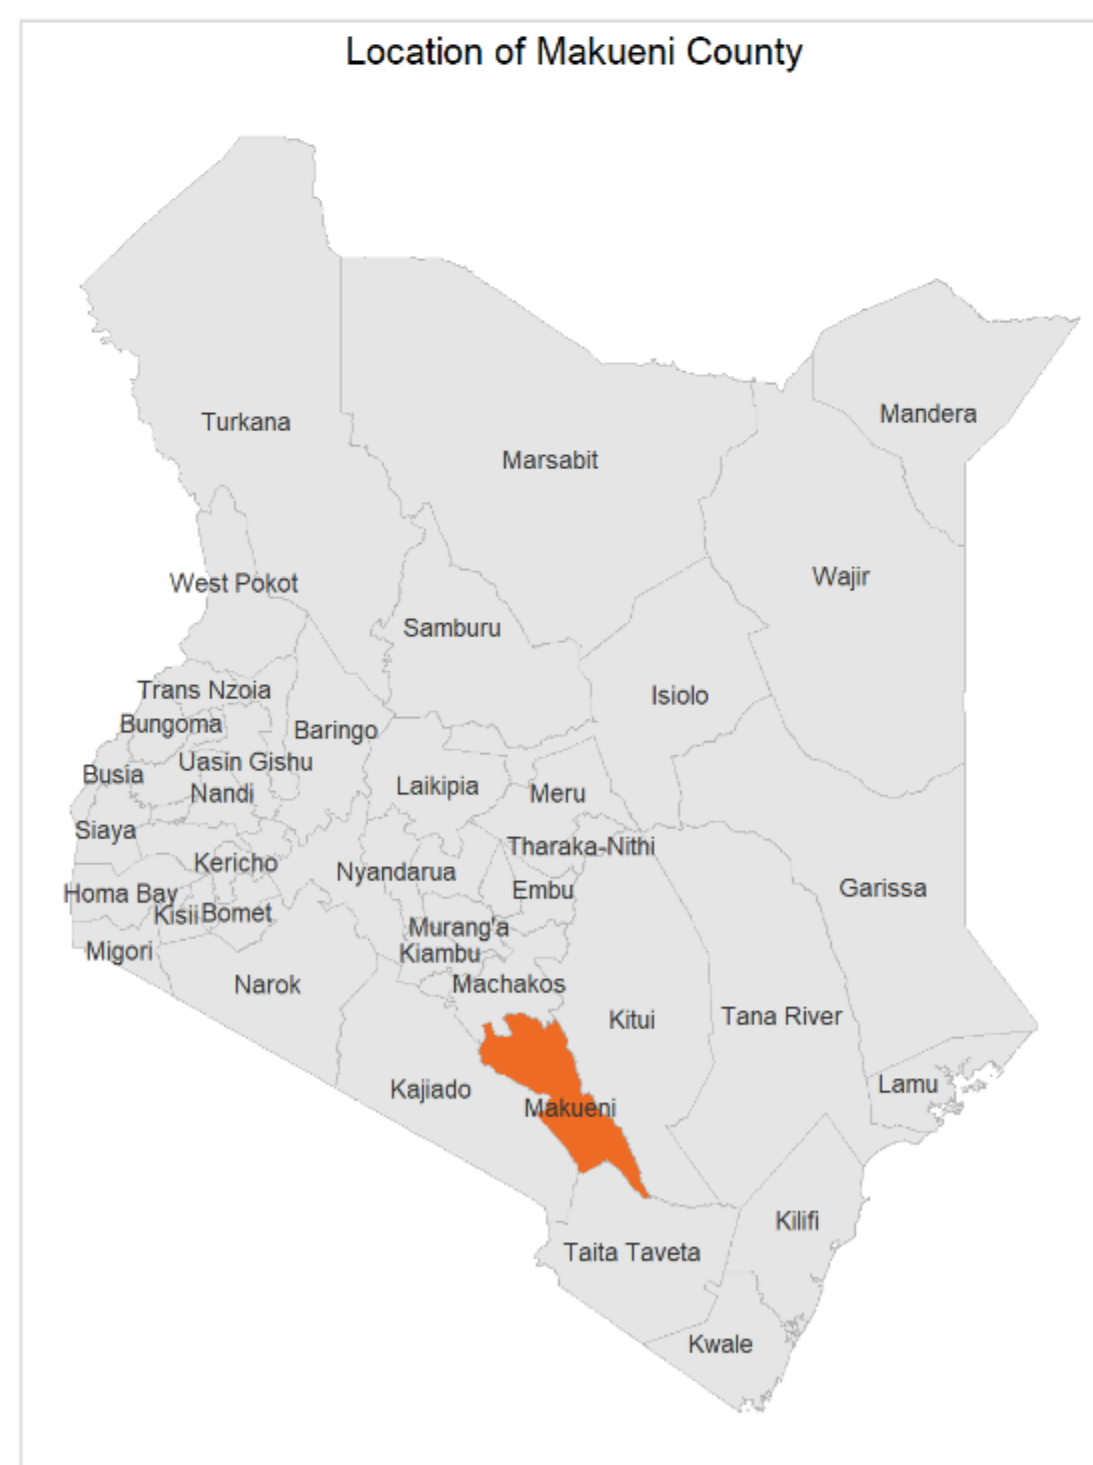 Location of Makueni County
Turkana
Mandera
Marsabit
Wajir
West Pokot
Samburu
Trans Nzoia
Isiolo
Bungoma
Baringo
Uasin Gishu
Busia
Laikipia
Nandi
Meru
Siaya
Tharaka-Nithi
Kericho
Nyandarua
Garissa
Homa Bay
Embu
Kisii
Bomet
Murang'a
Migori
Kiambu
Narok
Machakos
Kitui
Tana River
Kajiado
Lamu
Makueni
Kilifi
Taita Taveta
Kwale